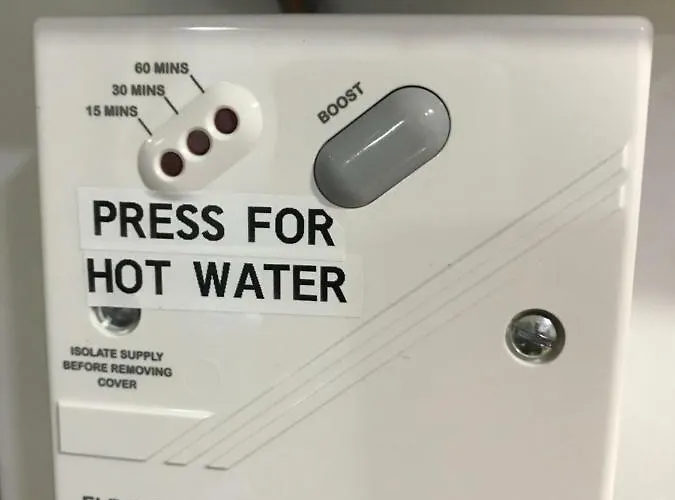 60 MINS
30 MINS
15 MINS
BOOST
PRESS FOR
HOT WATER
ISOLATE SUPPLY
BEFORE REMOVING
COVER